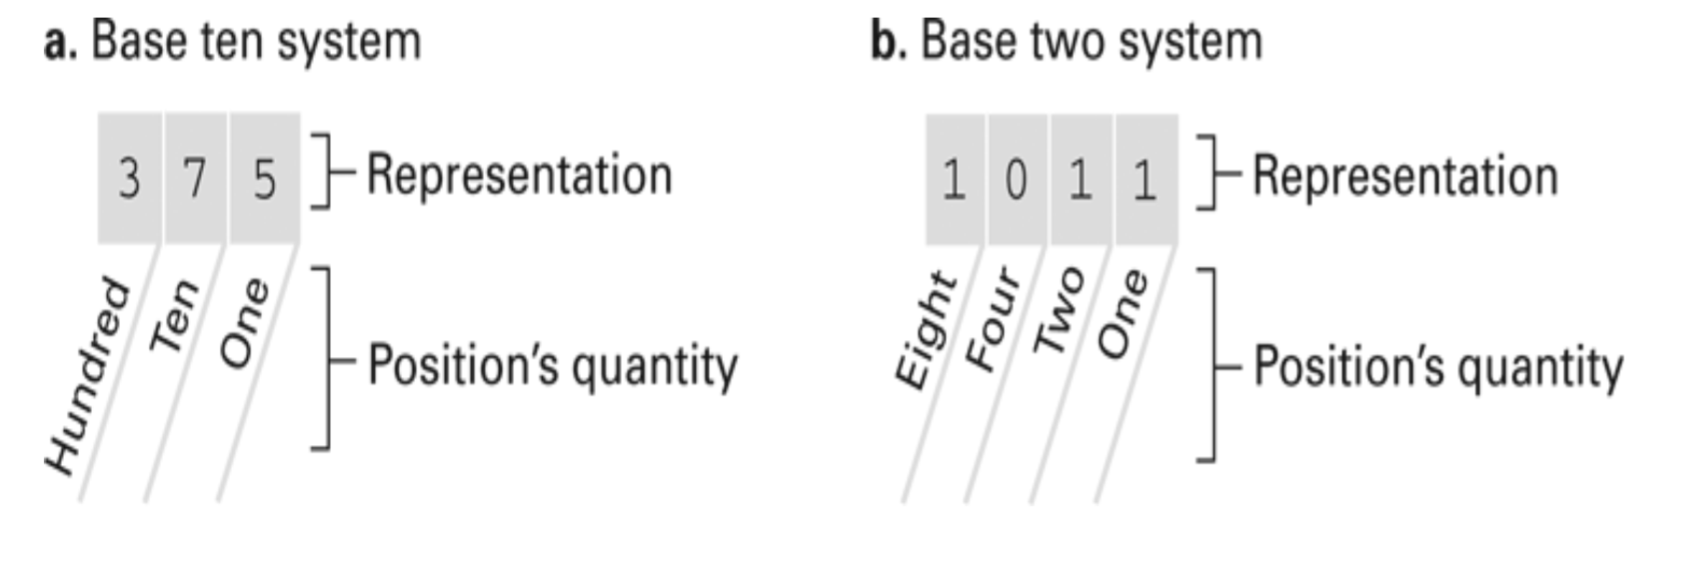 a. Base ten system
3 7 5
Representation
Hundred
Ten
One
Position's quantity
b. Base two system
1 0 1 1
Representation
Eight
Four
Two
One
Position's quantity